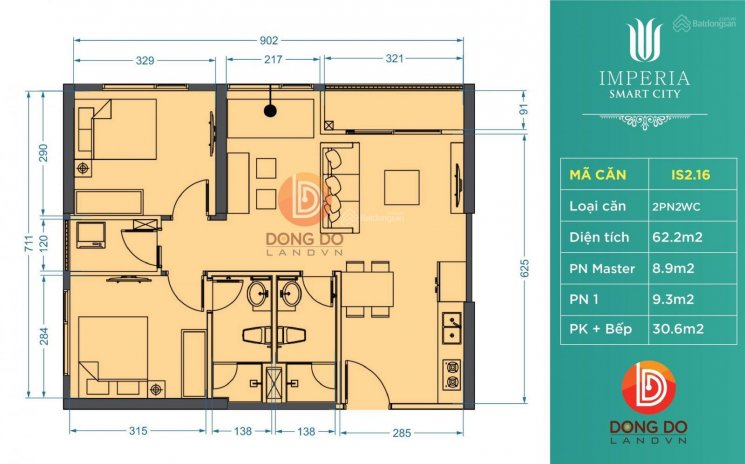 902
329
217
321
91
290
711
120
284
625
315
138
138
285
DONG DO
LANDVN
Batdongsan
Batdongsan
IMPERIA
SMART CITY
MÃ CĂN IS2.16
Loại căn 2PN2WC
Diện tích 62.2m2
PN Master 8.9m2
PN 1 9.3m2
PK + Bếp 30.6m2
DONG DO
LANDVN